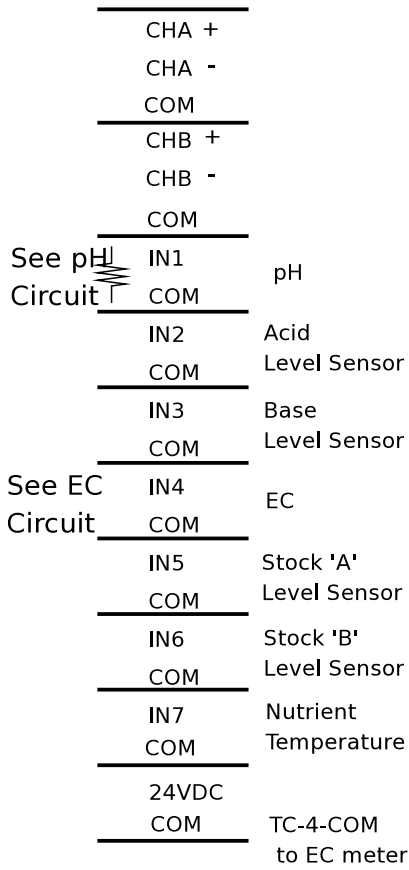 CHA +
CHA -
COM
CHB +
CHB -
COM
See pH
Circuit
IN1
COM
pH
IN2
COM
Acid
Level Sensor
IN3
COM
Base
Level Sensor
See EC
Circuit
IN4
COM
EC
IN5
COM
Stock 'A'
Level Sensor
IN6
COM
Stock 'B'
Level Sensor
IN7
COM
Nutrient
Temperature
24VDC
COM
TC-4-COM
to EC meter